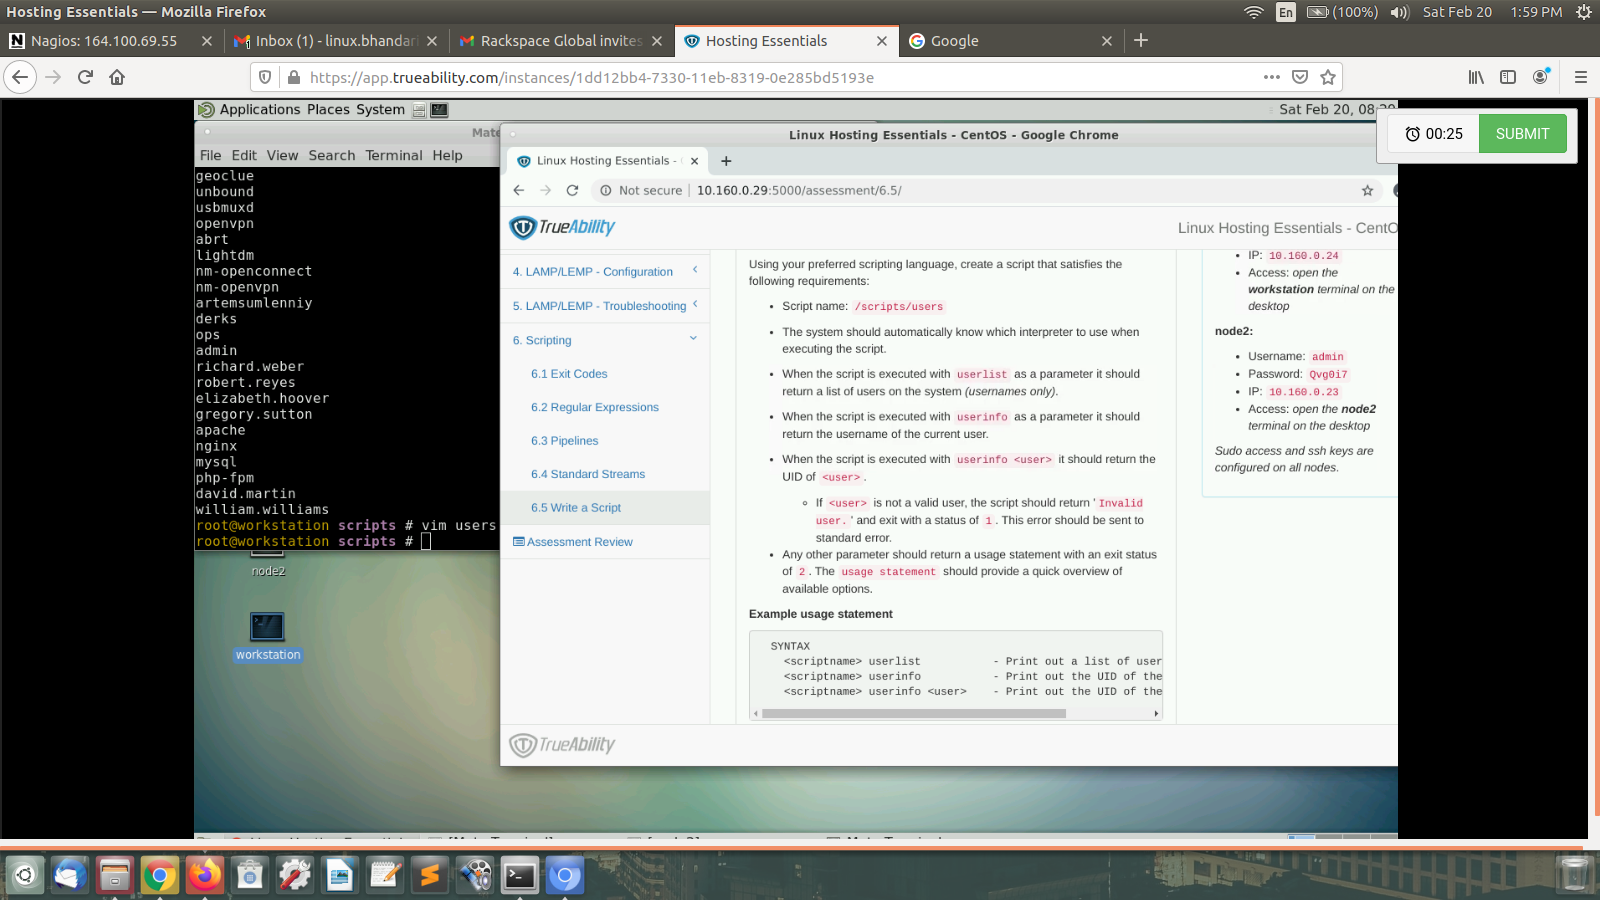 Hosting Essentials — Mozilla Firefox
En (100%) Sat Feb 20 1:59 PM
Nagios: 164.100.69.55
Inbox (1) - linux.bhandari
Rackspace Global invites
Hosting Essentials
Google
https://app.trueability.com/instances/1dd12bb4-7330-11eb-8319-0e285bd5193e
Applications Places System
Sat Feb 20, 08:
00:25 SUBMIT
Mate
Linux Hosting Essentials - CentOS - Google Chrome
File Edit View Search Terminal Help
Linux Hosting Essentials -
Not secure | 10.160.0.29:5000/assessment/6.5/
geoclue
unbound
usbmuxd
openvpn
abrt
lightdm
nm-openconnect
nm-openvpn
artemsumlenniy
derks
ops
admin
richard.weber
robert.reyes
elizabeth.hoover
gregory.sutton
apache
nginx
mysql
php-fpm
david.martin
william.williams
root@workstation scripts # vim users
root@workstation scripts #
node2
workstation
TrueAbility
Linux Hosting Essentials - CentO
4. LAMP/LEMP - Configuration
5. LAMP/LEMP - Troubleshooting
6. Scripting
6.1 Exit Codes
6.2 Regular Expressions
6.3 Pipelines
6.4 Standard Streams
6.5 Write a Script
Assessment Review
Using your preferred scripting language, create a script that satisfies the
following requirements:
• Script name: /scripts/users
• The system should automatically know which interpreter to use when
executing the script.
• When the script is executed with userlist as a parameter it should
return a list of users on the system (usernames only).
• When the script is executed with userinfo as a parameter it should
return the username of the current user.
• When the script is executed with userinfo <user> it should return the
UID of <user>.
If <user> is not a valid user, the script should return 'Invalid
user.' and exit with a status of 1. This error should be sent to
standard error.
• Any other parameter should return a usage statement with an exit status
of 2. The usage statement should provide a quick overview of
available options.
Example usage statement
SYNTAX
<scriptname> userlist - Print out a list of user
<scriptname> userinfo - Print out the UID of the
<scriptname> userinfo <user> - Print out the UID of the
• IP: 10.160.0.24
• Access: open the
workstation terminal on the
desktop
node2:
• Username: admin
• Password: Qvg0i7
• IP: 10.160.0.23
• Access: open the node2
terminal on the desktop
Sudo access and ssh keys are
configured on all nodes.
TrueAbility